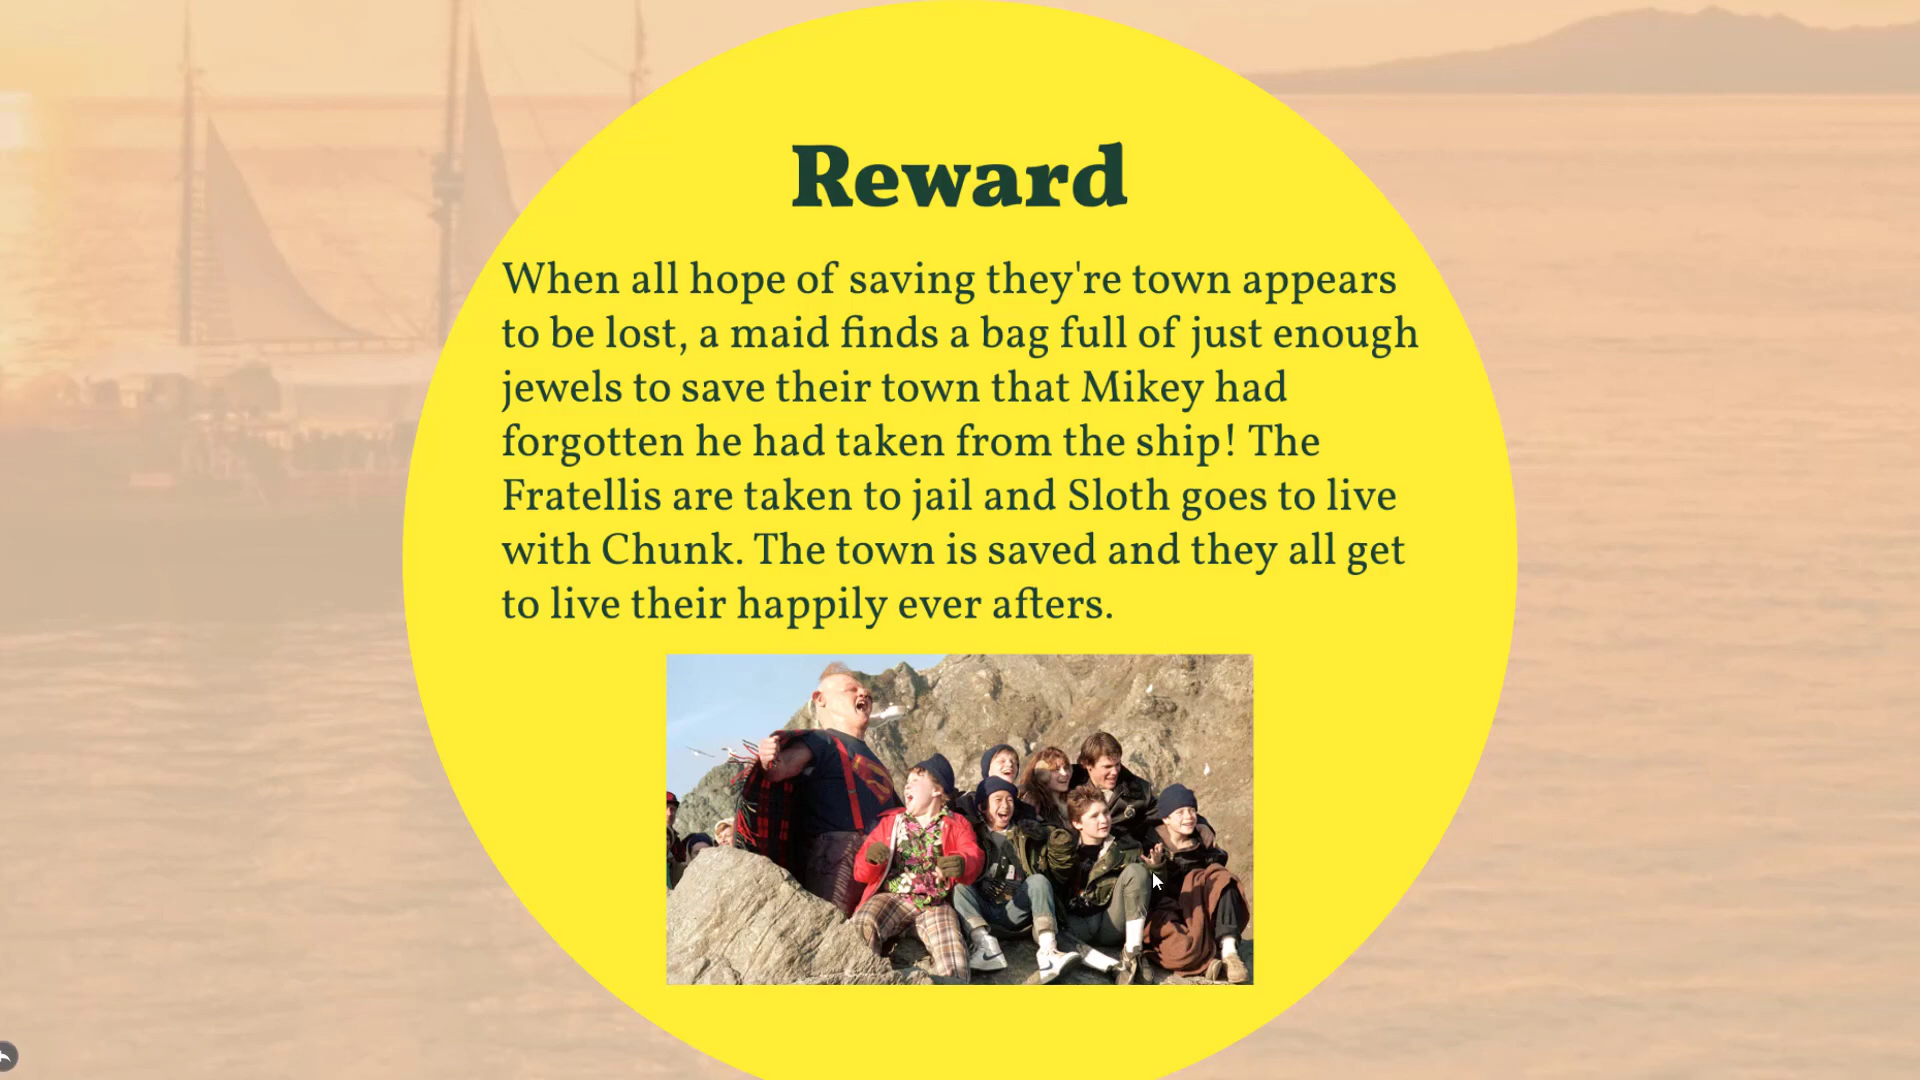 Reward
When all hope of saving they're town appears
to be lost, a maid finds a bag full of just enough
jewels to save their town that Mikey had
forgotten he had taken from the ship! The
Fratellis are taken to jail and Sloth goes to live
with Chunk. The town is saved and they all get
to live their happily ever afters.